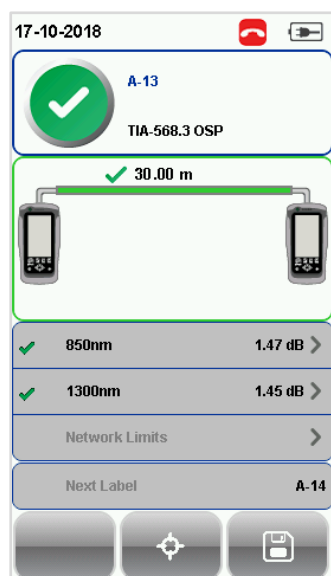 17-10-2018
A-13
TIA-568.3 OSP
30.00 m
850nm 1.47 dB
1300nm 1.45 dB
Network Limits
Next Label A-14